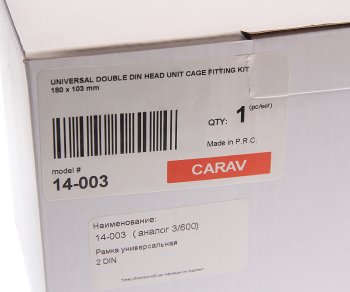 UNIVERSAL DOUBLE DIN HEAD UNIT CAGE FITTING KIT
180 x 103 mm
QTY: 1 (pc/set)
Made in P.R.C.
model #
14-003
CARAV
Наименование:
14-003 (аналог 3/600)
Рамка универсальная
2 DIN